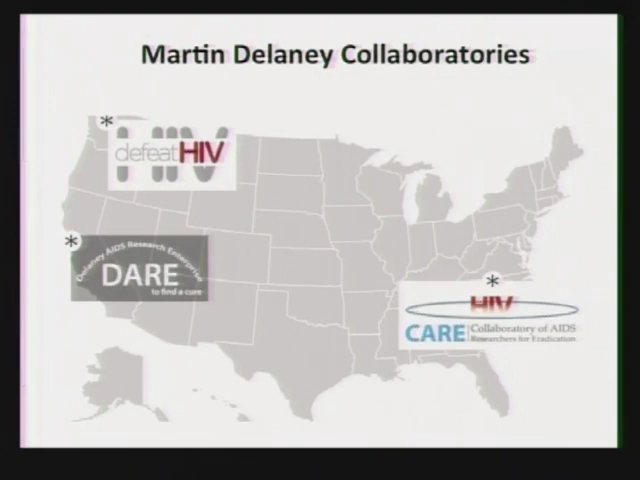 Martin Delaney Collaboratories
*
HIV
defeatHIV
*
Delaney AIDS Research Enterprise
DARE
to find a cure
*
HIV
CARE Collaboratory of AIDS
Researchers for Eradication